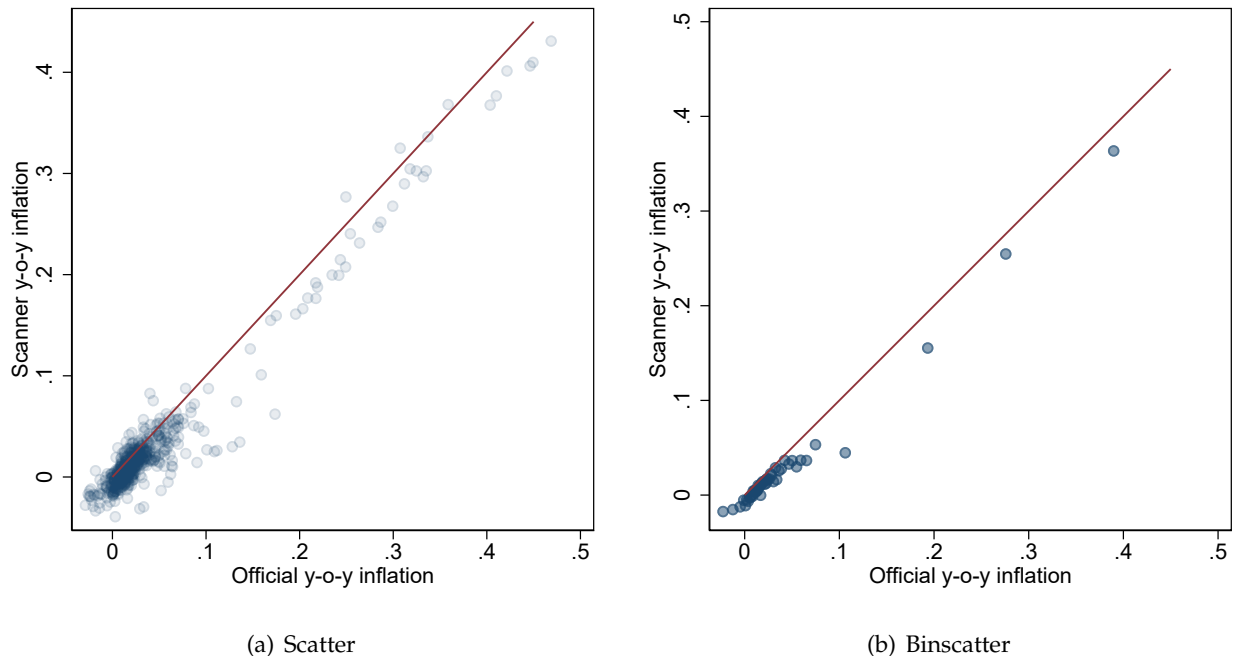 .4
.3
.2
.1
0
Scanner y-o-y inflation
0 .1 .2 .3 .4 .5
Official y-o-y inflation
(a) Scatter
.5
.4
.3
.2
.1
0
Scanner y-o-y inflation
0 .1 .2 .3 .4 .5
Official y-o-y inflation
(b) Binscatter